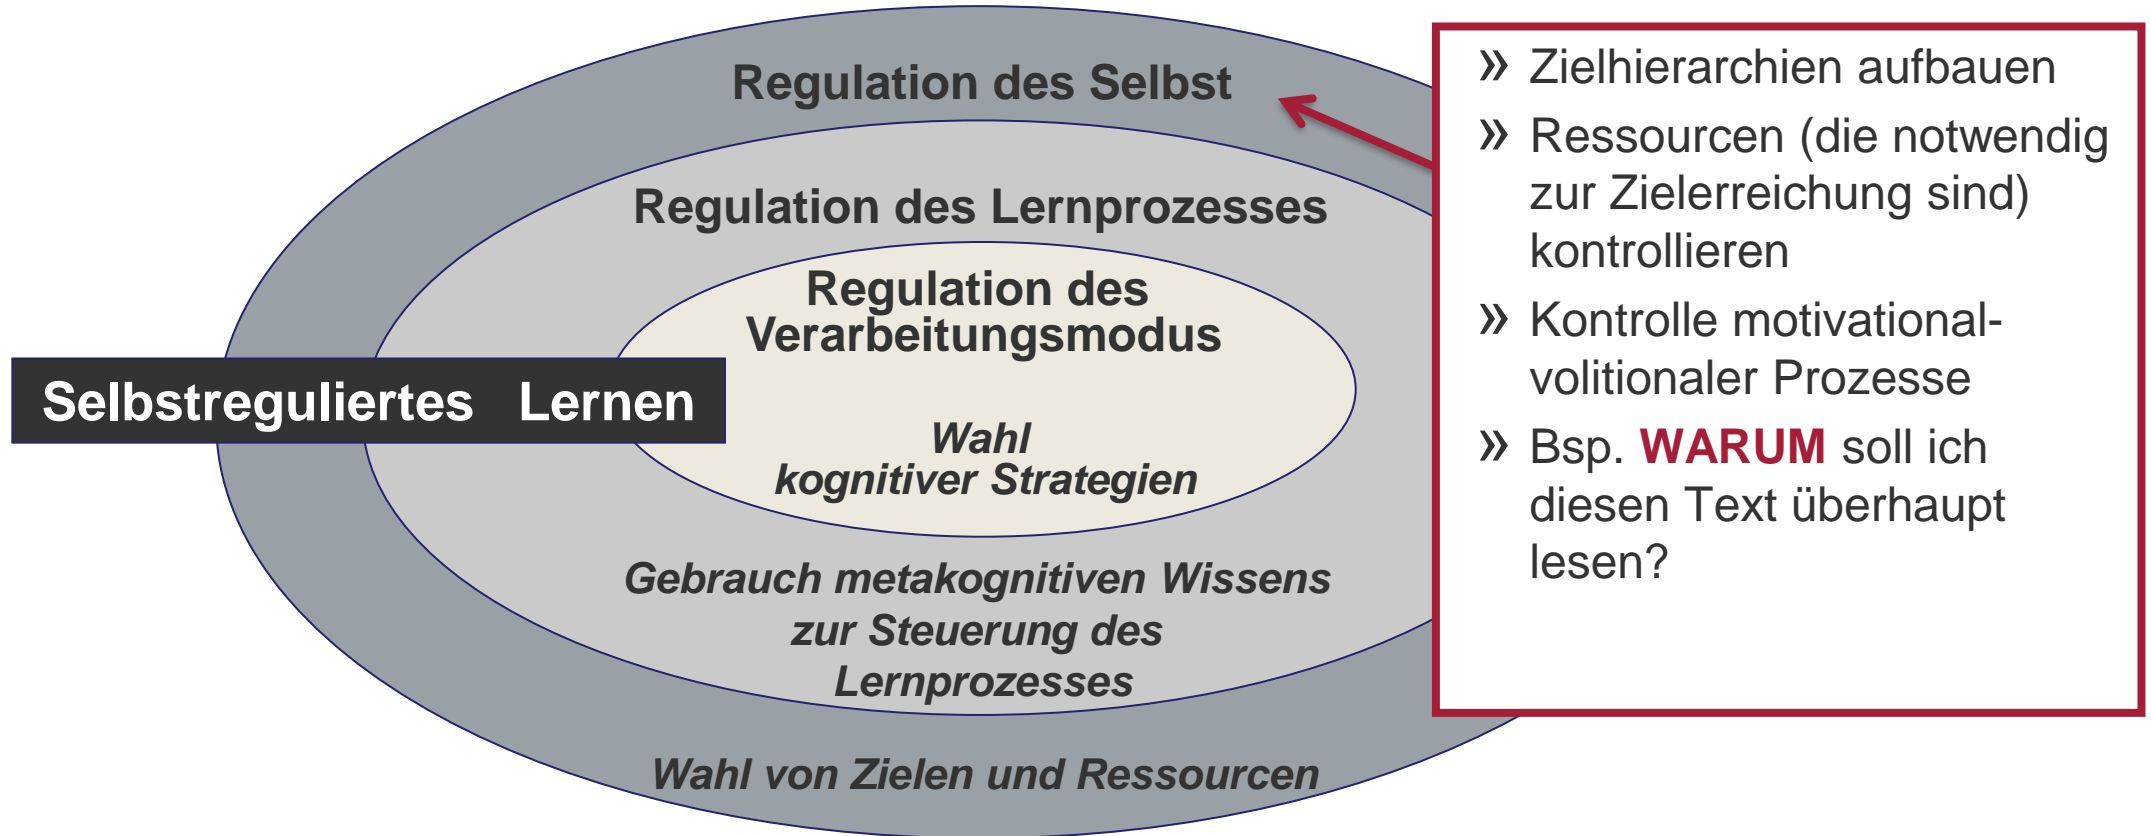 Regulation des Selbst
Regulation des Lernprozesses
Regulation des
Verarbeitungsmodus
Selbstreguliertes Lernen
Wahl
kognitiver Strategien
Gebrauch metakognitiven Wissens
zur Steuerung des
Lernprozesses
Wahl von Zielen und Ressourcen
» Zielhierarchien aufbauen
» Ressourcen (die notwendig
zur Zielerreichung sind)
kontrollieren
» Kontrolle motivational-
volitionaler Prozesse
» Bsp. WARUM soll ich
diesen Text überhaupt
lesen?